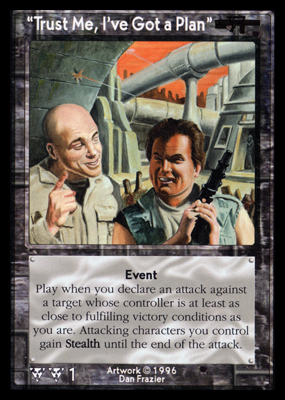 “Trust Me, I’ve Got a Plan”
Event
Play when you declare an attack against
a target whose controller is at least as
close to fulfilling victory conditions as
you are. Attacking characters you control
gain Stealth until the end of the attack.
1
Artwork © 1996
Dan Frazier